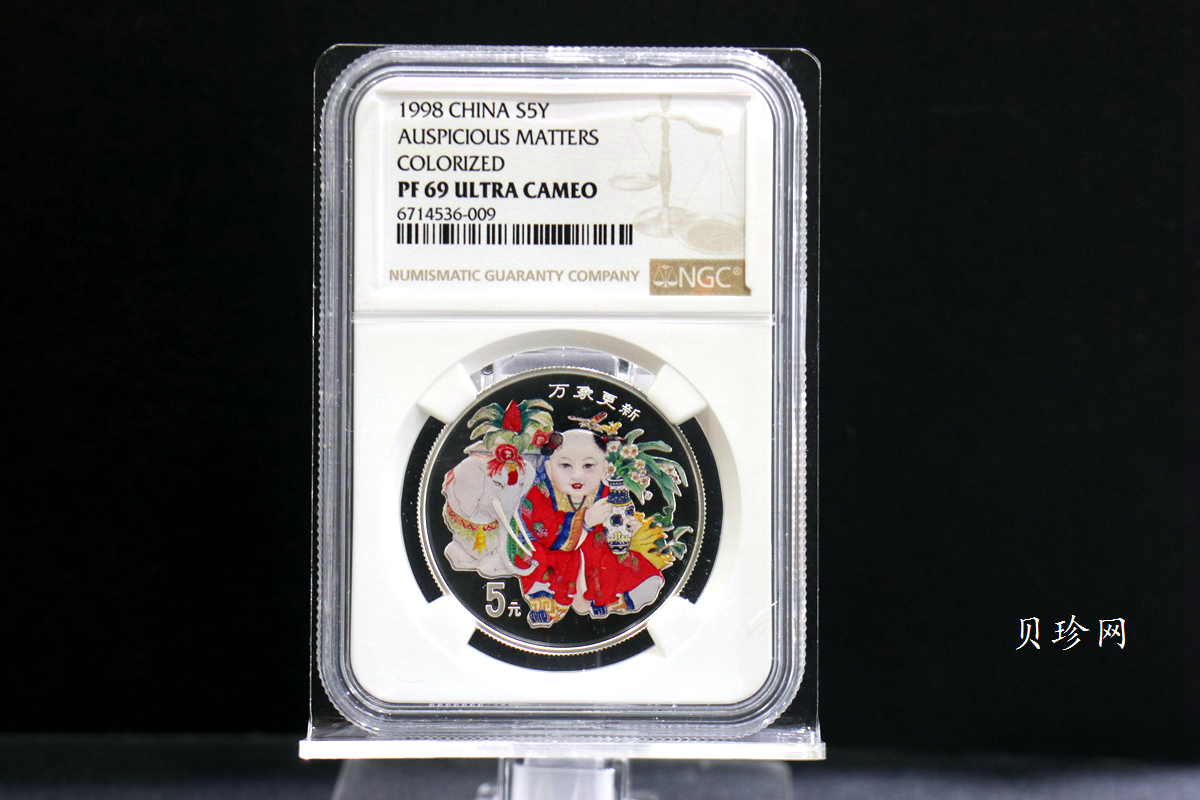 1998 CHINA S5Y
AUSPICIOUS MATTERS
COLORIZED
PF 69 ULTRA CAMEO
6714536-009
NUMISMATIC GUARANTY COMPANY
NGC®
万象更新
5元
贝珍网